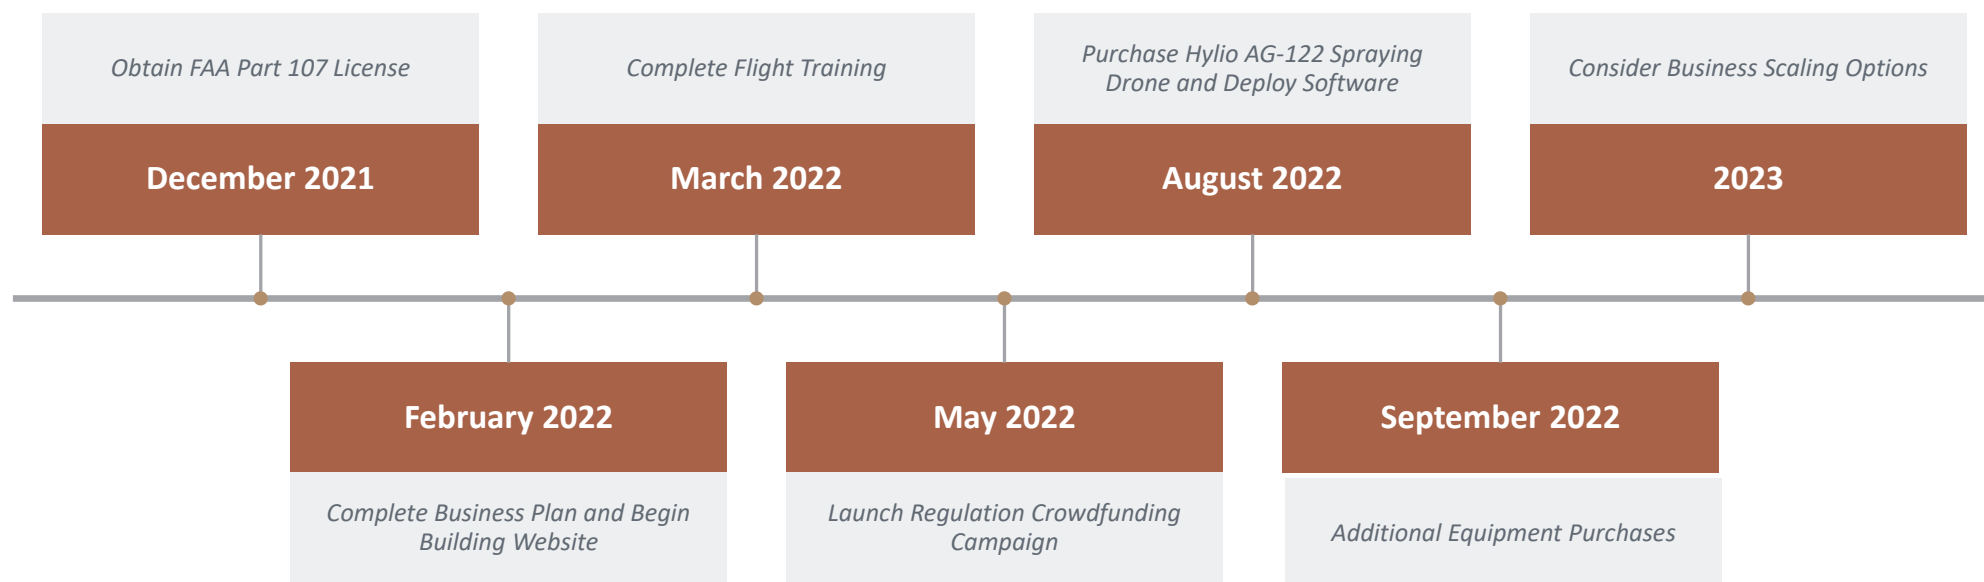 Obtain FAA Part 107 License
December 2021
Complete Flight Training
March 2022
Purchase Hylio AG-122 Spraying
Drone and Deploy Software
August 2022
Consider Business Scaling Options
2023
February 2022
Complete Business Plan and Begin
Building Website
May 2022
Launch Regulation Crowdfunding
Campaign
September 2022
Additional Equipment Purchases